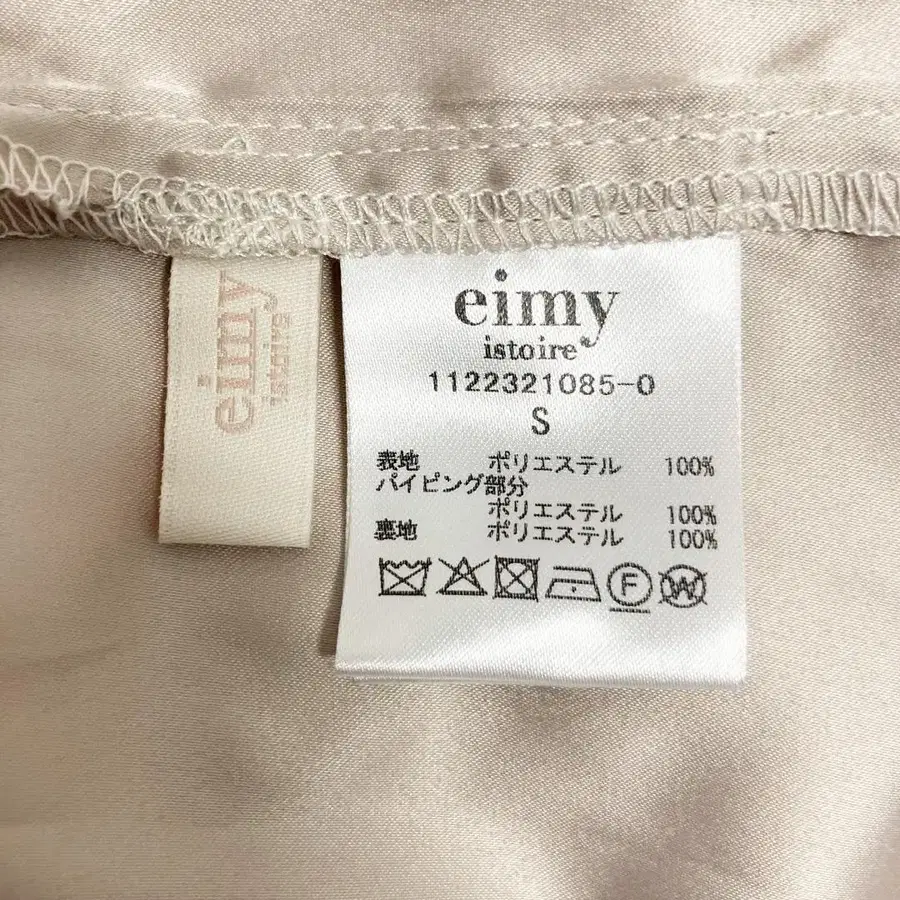 eimy
istoire
eimy
istoire
1122321085-0
S
表地 ポリエステル 100%
パイピング部分
ポリエステル 100%
裏地 ポリエステル 100%
F
W